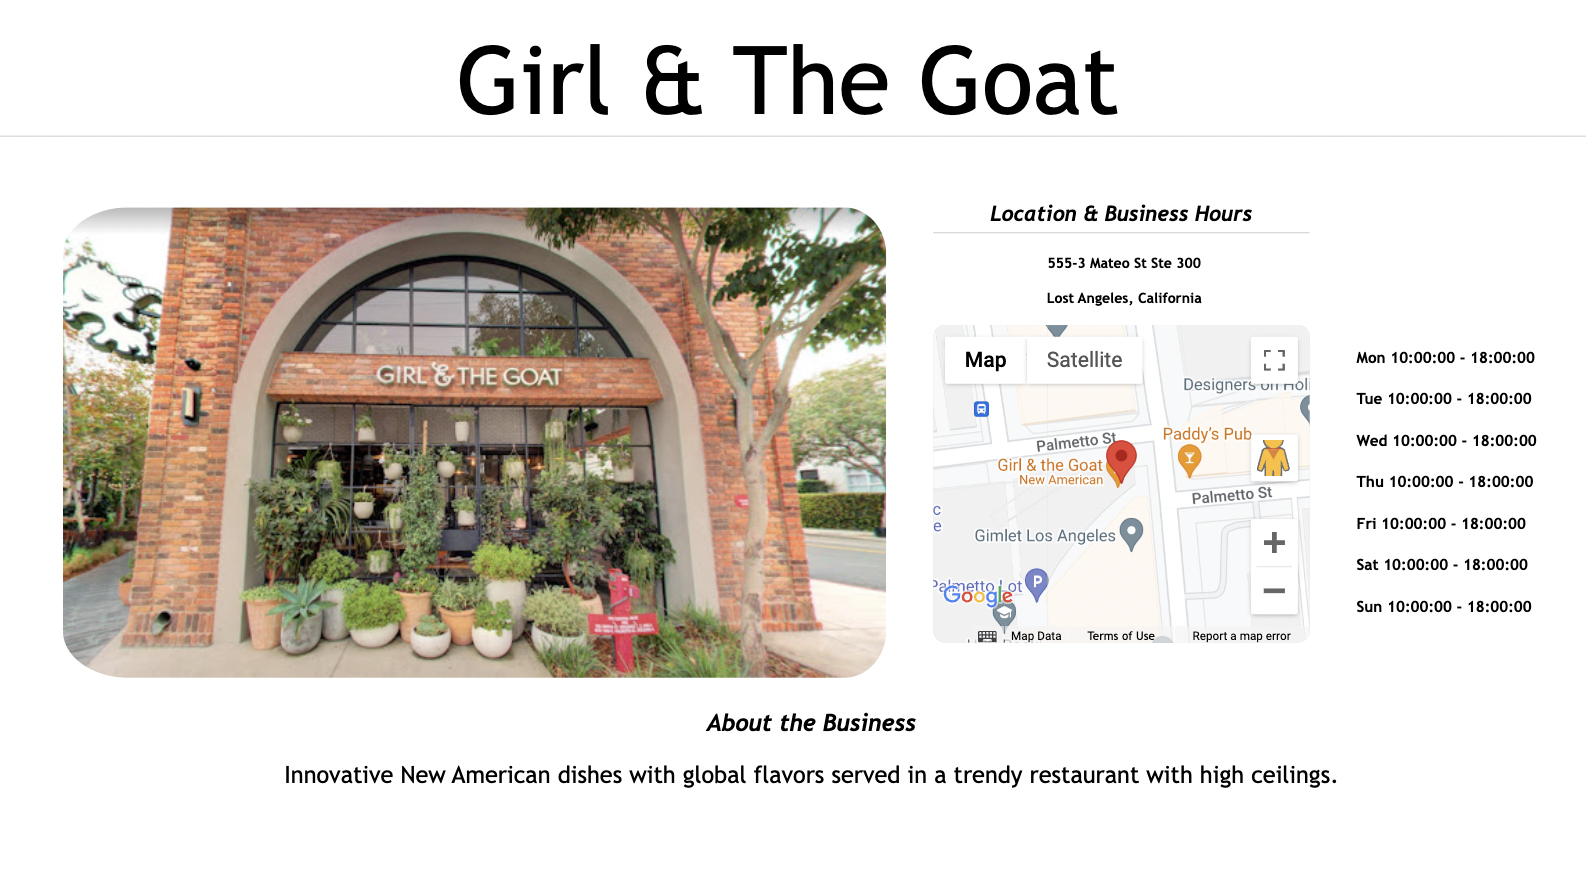 Girl & The Goat
GIRL & THE GOAT
Location & Business Hours
555-3 Mateo St Ste 300
Lost Angeles, California
Map
Satellite
Designers on Holl
Palmetto St
Paddy's Pub
Girl & the Goat
New American
Palmetto St
c
e
Gimlet Los Angeles
Palmetto Lot
P
Google
Map Data
Terms of Use
Report a map error
Mon 10:00:00 - 18:00:00
Tue 10:00:00 - 18:00:00
Wed 10:00:00 - 18:00:00
Thu 10:00:00 - 18:00:00
Fri 10:00:00 - 18:00:00
Sat 10:00:00 - 18:00:00
Sun 10:00:00 - 18:00:00
About the Business
Innovative New American dishes with global flavors served in a trendy restaurant with high ceilings.